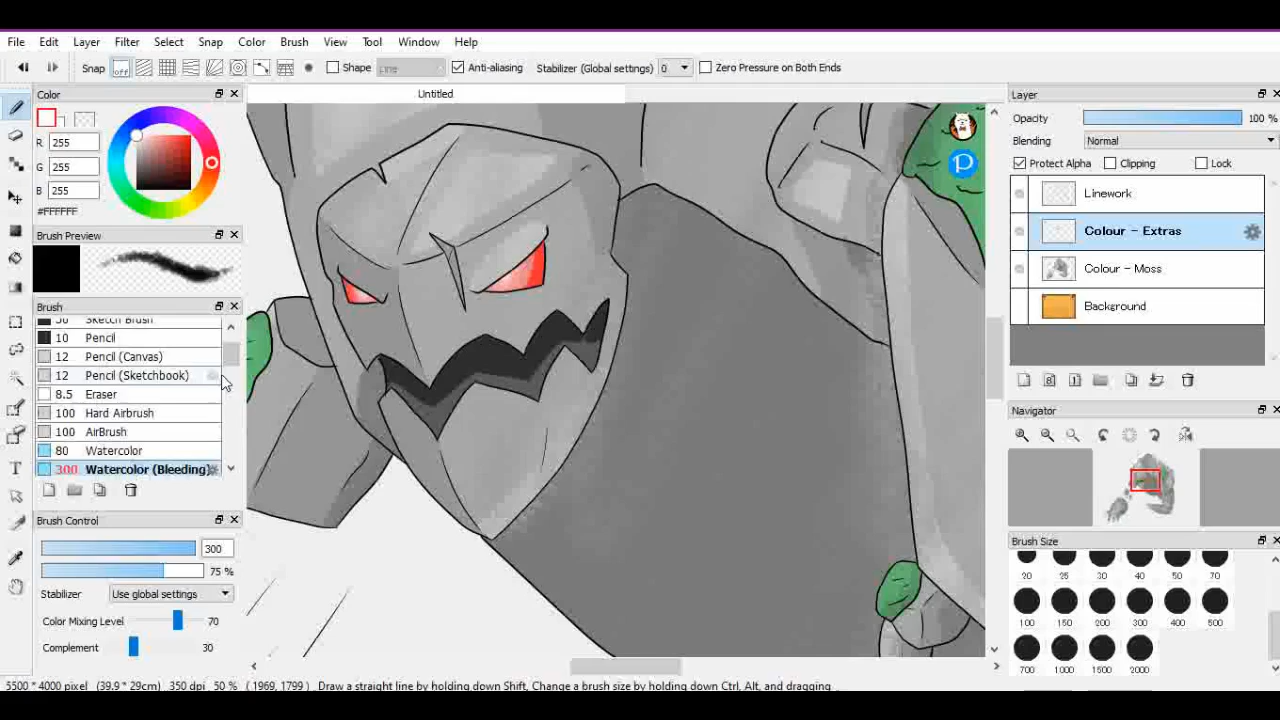 File Edit Layer Filter Select Snap Color Brush View Tool Window Help
Snap off Shape Line Anti-aliasing Stabilizer (Global settings) 0 Zero Pressure on Both Ends
Color
Untitled
Layer
R 255
G 255
B 255
#FFFFFF
Opacity 100 %
Blending Normal
Protect Alpha Clipping Lock
Linework
Colour - Extras
Colour - Moss
Background
Brush Preview
Brush
50 Sketch Brush
10 Pencil
12 Pencil (Canvas)
12 Pencil (Sketchbook)
8.5 Eraser
100 Hard Airbrush
100 AirBrush
80 Watercolor
300 Watercolor (Bleeding)
Brush Control
300
75 %
Stabilizer Use global settings
Color Mixing Level 70
Complement 30
Navigator
Brush Size
20 25 30 40 50 70
100 150 200 300 400 500
700 1000 1500 2000
5500 * 4000 pixel (39.9 * 29cm) 350 dpi 50 % ( 1969, 1799 ) Draw a straight line by holding down Shift, Change a brush size by holding down Ctrl, Alt, and dragging